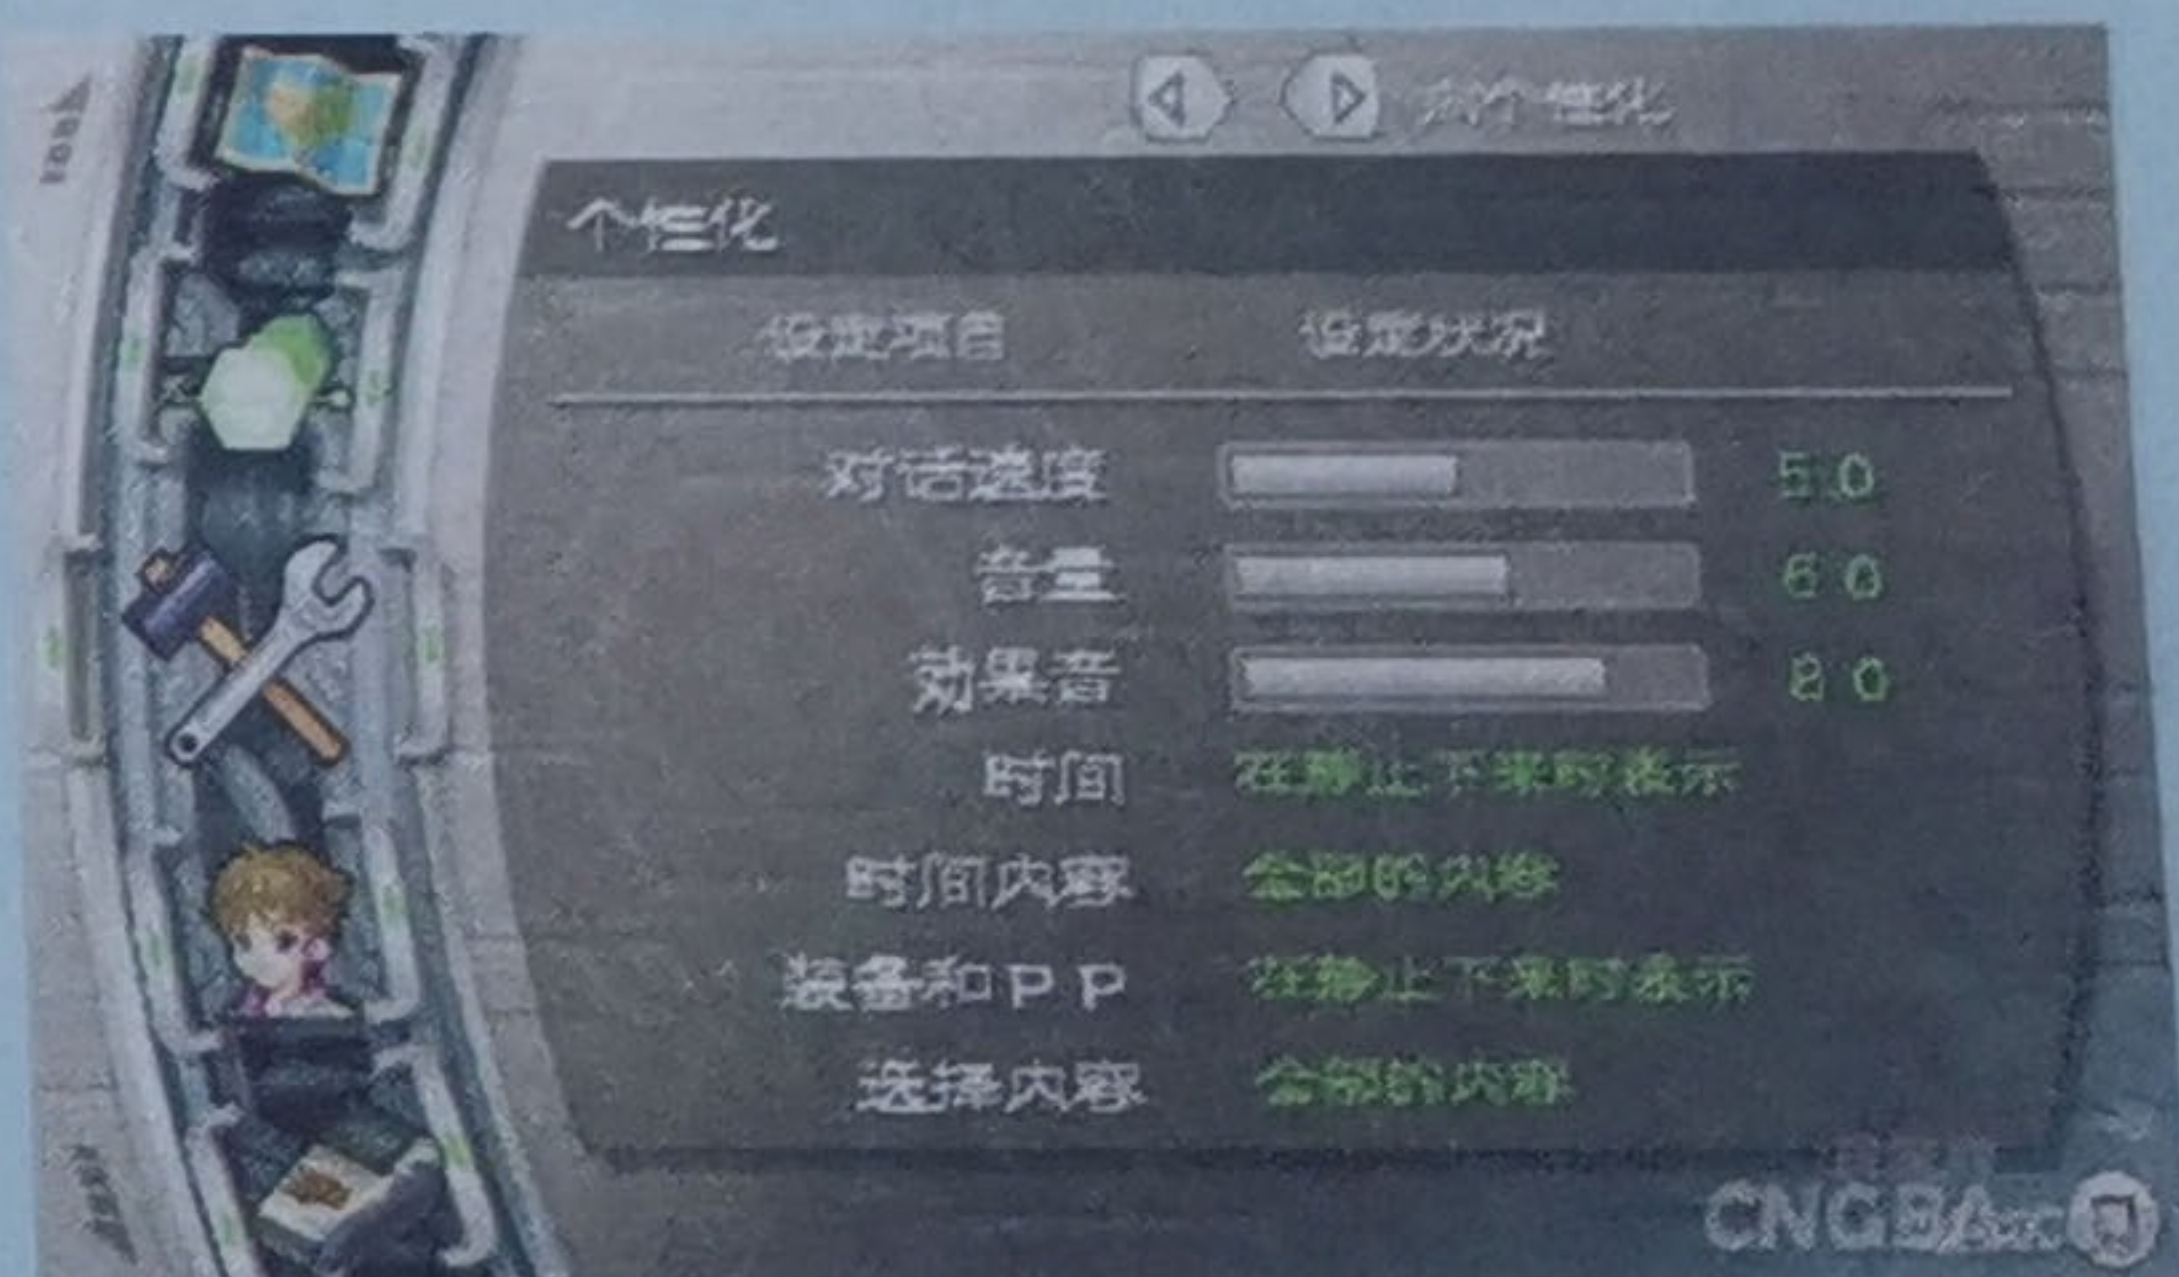 个性化
设定项目 设定状况
对话速度 50
音量 60
效果音 80
时间 在静止下来时表示
时间内容 全部的内容
装备和PP 在静止下来时表示
选择内容 全部的内容
CNGBA